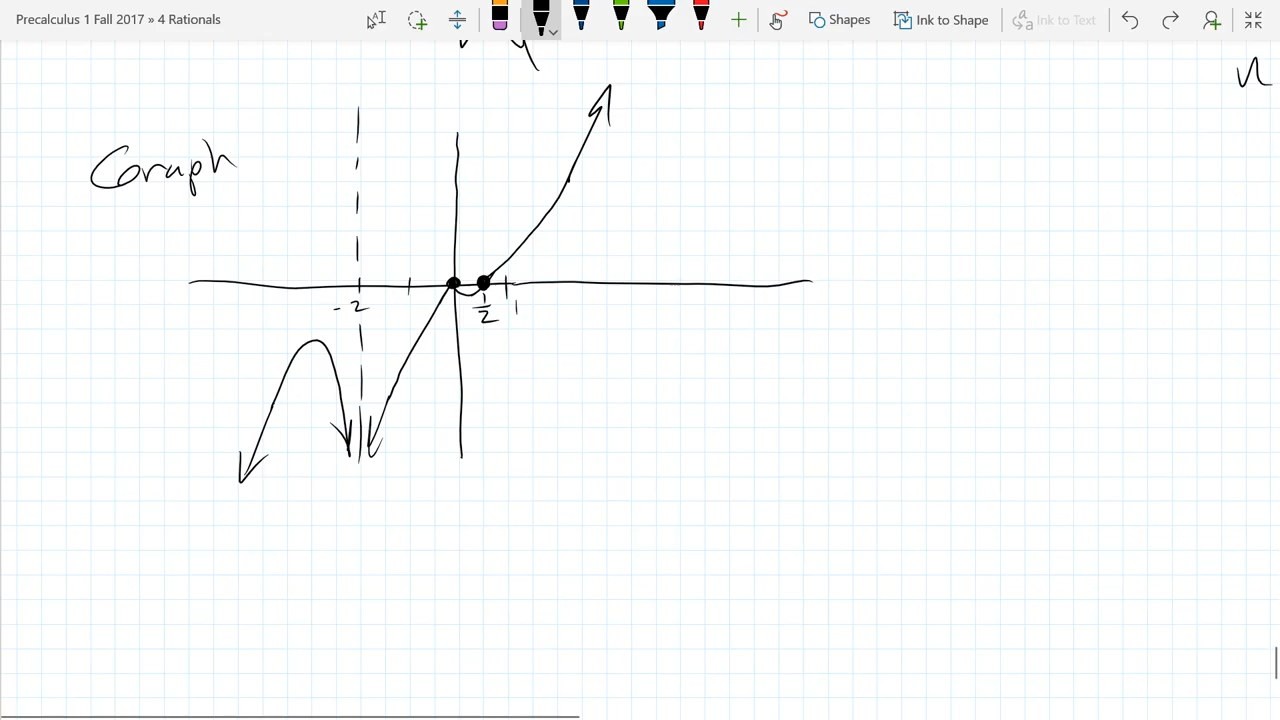 Precalculus 1 Fall 2017 » 4 Rationals
Shapes
Ink to Shape
Ink to Text
Graph
-2
1/2
1